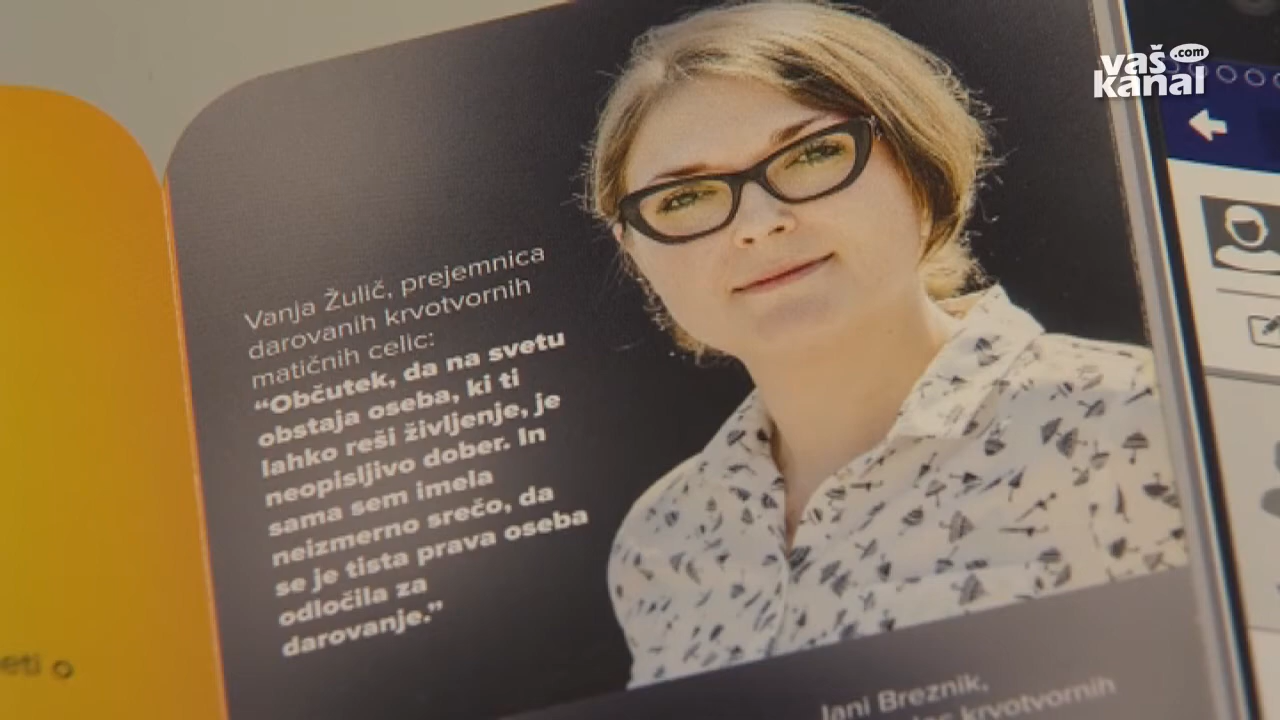 vaš
.com
kanal
Vanja Žulič, prejemnica
darovanih krvotvornih
matičnih celic:
“Občutek, da na svetu
obstaja oseba, ki ti
lahko reši življenje, je
neopisljivo dober. In
sama sem imela
neizmerno srečo, da
se je tista prava oseba
odločila za
darovanje.”
eti o
Jani Breznik,
krvotvornih